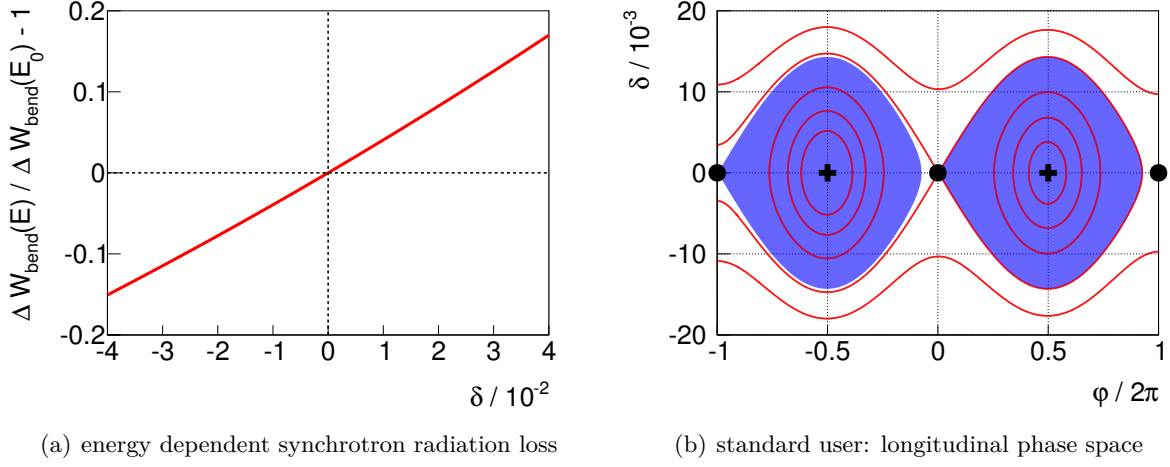 Δ W_bend(E) / Δ W_bend(E_0) - 1
0.2
0.1
0
-0.1
-0.2
-4 -3 -2 -1 0 1 2 3 4
δ / 10^-2
(a) energy dependent synchrotron radiation loss
δ / 10^-3
20
10
0
-10
-20
-1 -0.5 0 0.5 1
φ / 2π
(b) standard user: longitudinal phase space